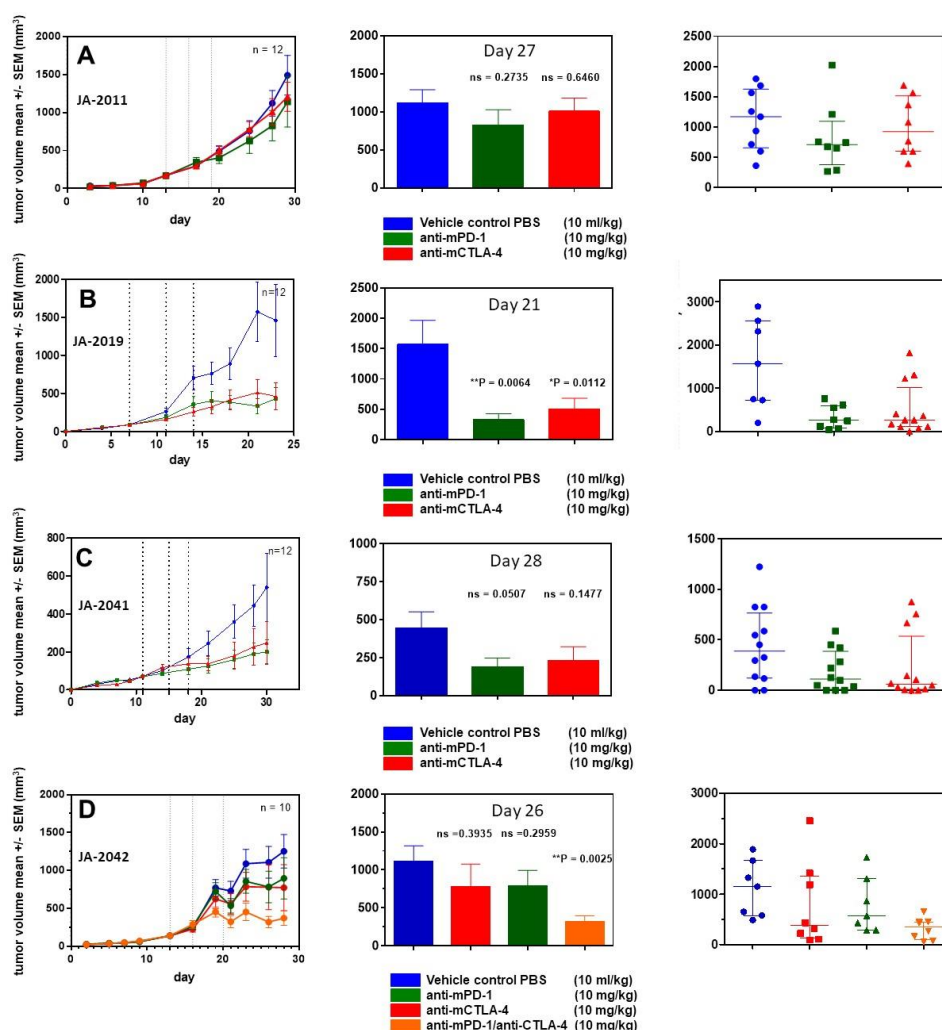 tumor volume mean +/- SEM (mm³)
A
JA-2011
n = 12
2000
1500
1000
500
0
0 10 20 30
day
Day 27
ns = 0.2735 ns = 0.6460
2000
1500
1000
500
0
Vehicle control PBS (10 ml/kg)
anti-mPD-1 (10 mg/kg)
anti-mCTLA-4 (10 mg/kg)
2500
2000
1500
1000
500
0
tumor volume mean +/- SEM (mm³)
B
JA-2019
n=12
2000
1500
1000
500
0
0 5 10 15 20 25
day
Day 21
**P = 0.0064 *P = 0.0112
2000
1500
1000
500
0
Vehicle control PBS (10 ml/kg)
anti-mPD-1 (10 mg/kg)
anti-mCTLA-4 (10 mg/kg)
3000
2000
1000
0
tumor volume mean +/- SEM (mm³)
C
JA-2041
n=12
800
600
400
200
0
0 10 20 30
day
Day 28
ns = 0.0507 ns = 0.1477
1000
750
500
250
0
Vehicle control PBS (10 ml/kg)
anti-mPD-1 (10 mg/kg)
anti-mCTLA-4 (10 mg/kg)
1500
1000
500
0
tumor volume mean +/- SEM (mm³)
D
JA-2042
n = 10
2000
1500
1000
500
0
0 10 20 30
day
Day 26
ns =0.3935 ns =0.2959
**P = 0.0025
2000
1500
1000
500
0
Vehicle control PBS (10 ml/kg)
anti-mPD-1 (10 mg/kg)
anti-mCTLA-4 (10 mg/kg)
anti-mPD-1/anti-CTLA-4 (10 mg/kg)
3000
2000
1000
0